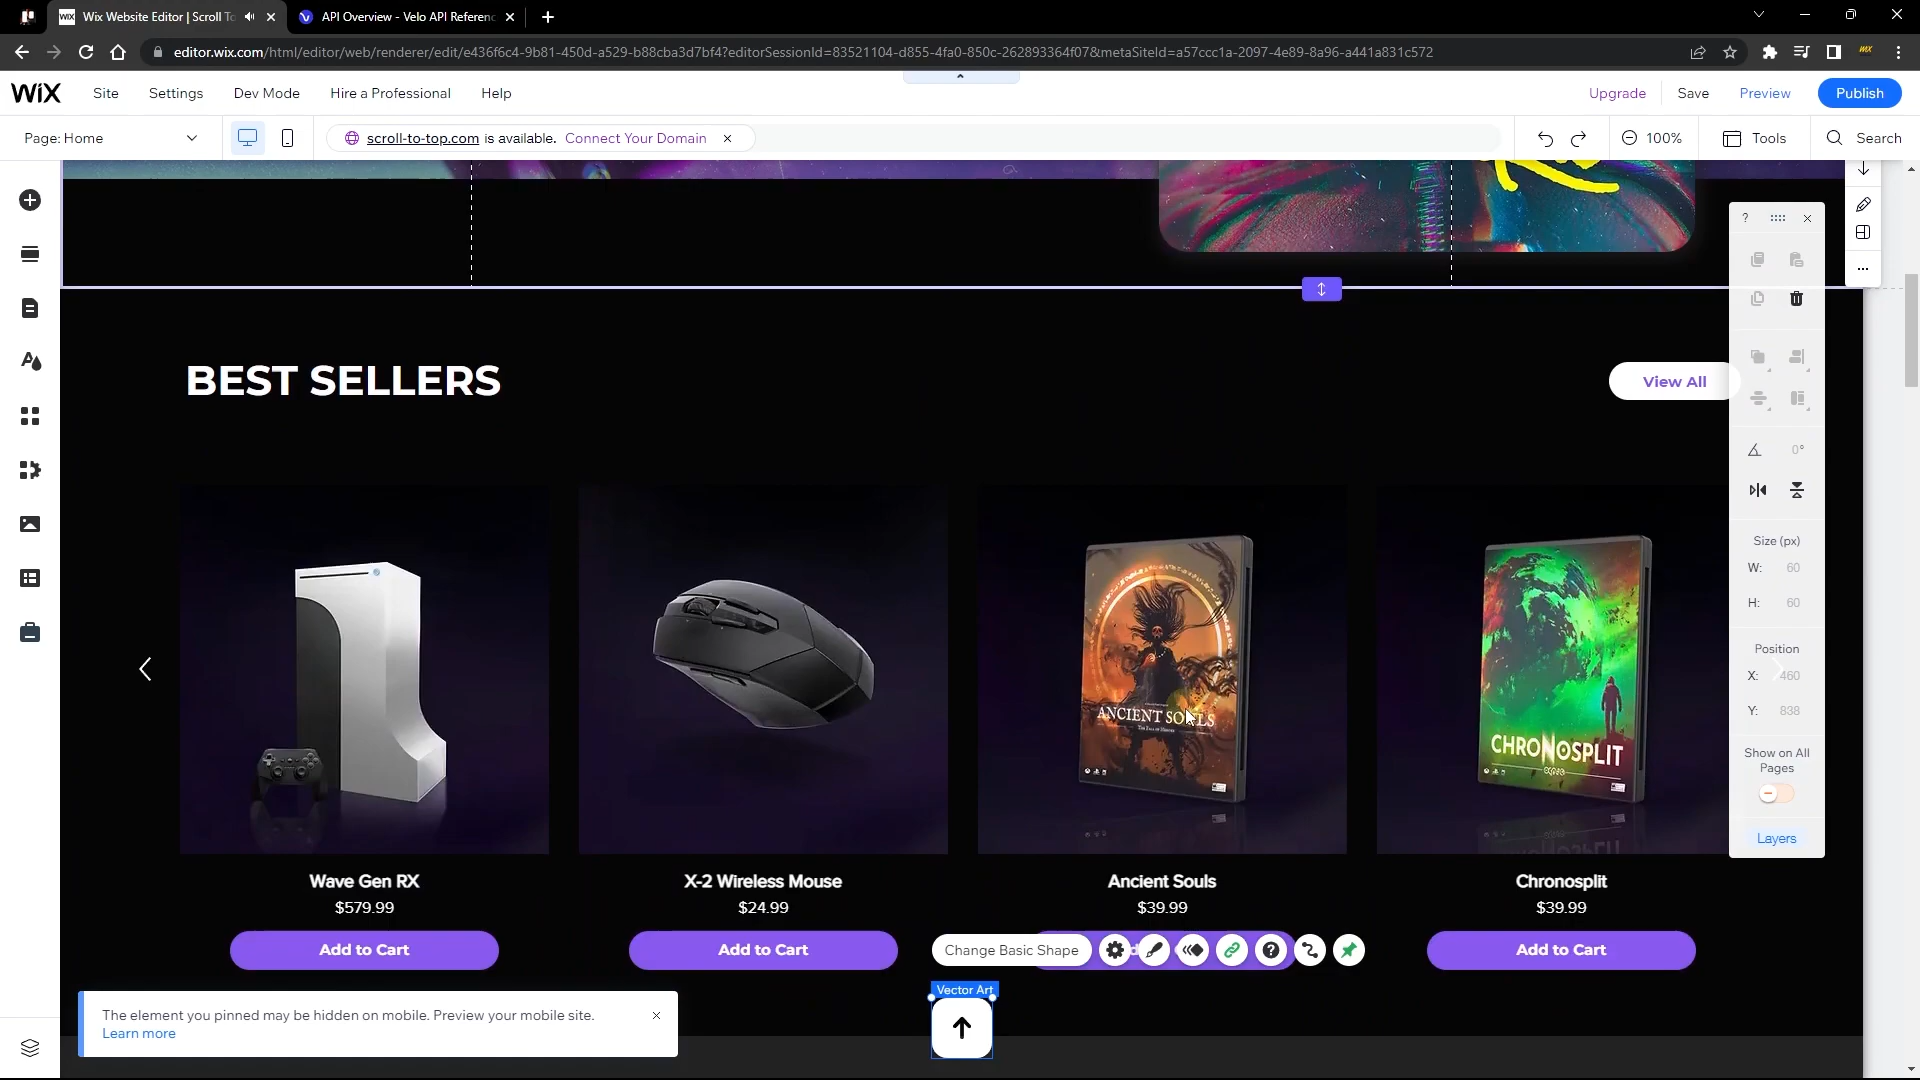 Wix Website Editor | Scroll To
API Overview - Velo API Referenc
editor.wix.com/html/editor/web/renderer/edit/e436f6c4-9b81-450d-a529-b88cba3d7bf4?editorSessionId=83521104-d855-4fa0-850c-262893364f07&metaSiteId=a57ccc1a-2097-4e89-8a96-a441a831c572
WiX
Site
Settings
Dev Mode
Hire a Professional
Help
Upgrade
Save
Preview
Publish
Page: Home
scroll-to-top.com is available. Connect Your Domain
100%
Tools
Search
BEST SELLERS
View All
0°
Size (px)
W: 60
H: 60
Position
X: 460
Y: 838
Show on All
Pages
Layers
ANCIENT SOULS
CHRONOSPLIT
Wave Gen RX
X-2 Wireless Mouse
Ancient Souls
Chronosplit
$579.99
$24.99
$39.99
$39.99
Add to Cart
Add to Cart
Change Basic Shape
Add to Cart
Vector Art
The element you pinned may be hidden on mobile. Preview your mobile site.
Learn more